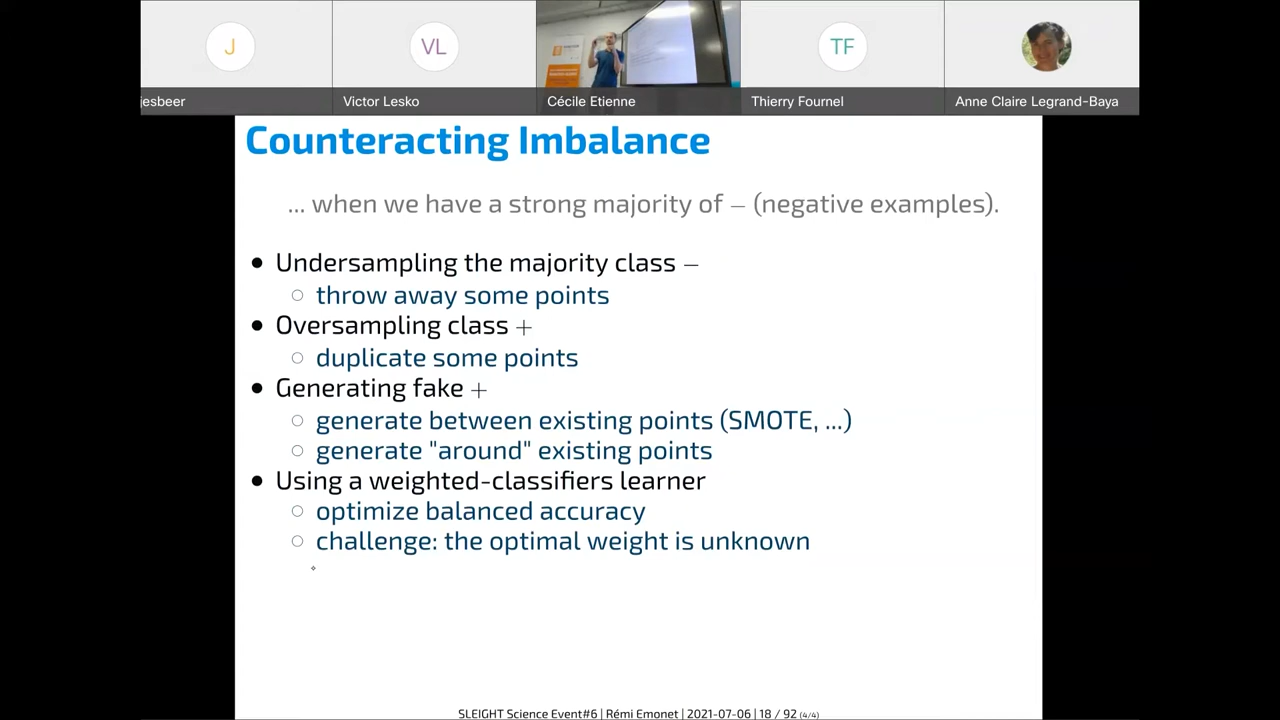 J
VL
TF
jesbeer
Victor Lesko
Cécile Etienne
Thierry Fournel
Anne Claire Legrand-Baya
Counteracting Imbalance
... when we have a strong majority of − (negative examples).
• Undersampling the majority class −
○ throw away some points
• Oversampling class +
○ duplicate some points
• Generating fake +
○ generate between existing points (SMOTE, ...)
○ generate "around" existing points
• Using a weighted-classifiers learner
○ optimize balanced accuracy
○ challenge: the optimal weight is unknown
SLEIGHT Science Event#6 | Rémi Emonet | 2021-07-06 | 18 / 92 (4/4)